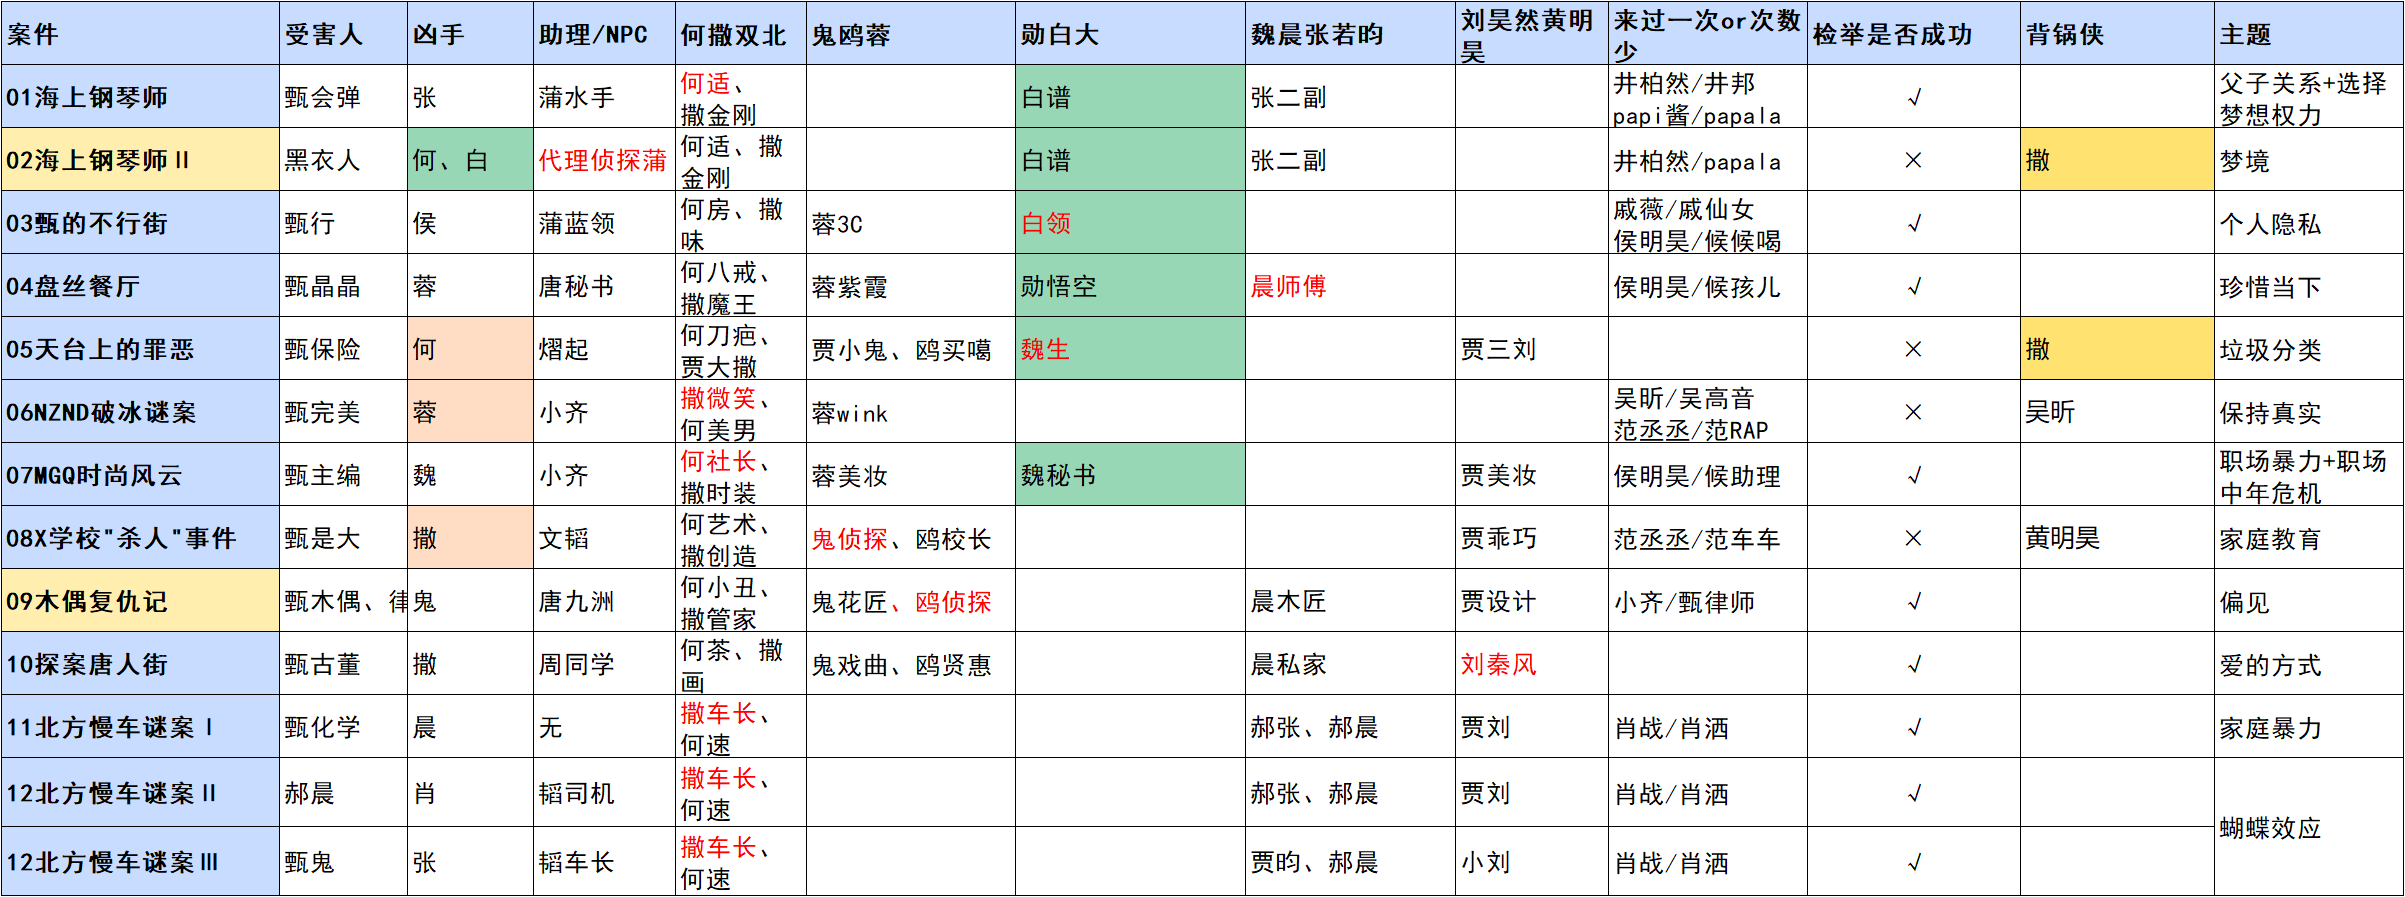 案件 受害人 凶手 助理/NPC 何撒双北 鬼鸥蓉 勋白大 魏晨张若昀 刘昊然黄明昊 来过一次or次数少 检举是否成功 背锅侠 主题
01海上钢琴师 甄会弹 张 蒲水手 何适、撒金刚 白谱 张二副 井柏然/井邦 papi酱/papala √ 父子关系+选择梦想权力
02海上钢琴师Ⅱ 黑衣人 何、白 代理侦探蒲 何适、撒金刚 白谱 张二副 井柏然/papala × 撒 梦境
03甄的不行街 甄行 侯 蒲蓝领 何房、撒味 蓉3C 白领 戚薇/戚仙女 侯明昊/候候喝 √ 个人隐私
04盘丝餐厅 甄晶晶 蓉 唐秘书 何八戒、撒魔王 蓉紫霞 勋悟空 晨师傅 侯明昊/候孩儿 √ 珍惜当下
05天台上的罪恶 甄保险 何 熠起 何刀疤、贾大撒 贾小鬼、鸥买噶 魏生 贾三刘 × 撒 垃圾分类
06NZND破冰谜案 甄完美 蓉 小齐 撒微笑、何美男 蓉wink 吴昕/吴高音 范丞丞/范RAP × 吴昕 保持真实
07MGQ时尚风云 甄主编 魏 小齐 何社长、撒时装 蓉美妆 魏秘书 贾美妆 侯明昊/候助理 √ 职场暴力+职场中年危机
08X学校"杀人"事件 甄是大 撒 文韬 何艺术、撒创造 鬼侦探、鸥校长 贾乖巧 范丞丞/范车车 × 黄明昊 家庭教育
09木偶复仇记 甄木偶、律 鬼 唐九洲 何小丑、撒管家 鬼花匠、鸥侦探 晨木匠 贾设计 小齐/甄律师 √ 偏见
10探案唐人街 甄古董 撒 周同学 何茶、撒画 鬼戏曲、鸥贤惠 晨私家 刘秦风 √ 爱的方式
11北方慢车谜案Ⅰ 甄化学 晨 无 撒车长、何速 郝张、郝晨 贾刘 肖战/肖洒 √ 家庭暴力
12北方慢车谜案Ⅱ 郝晨 肖 韬司机 撒车长、何速 郝张、郝晨 贾刘 肖战/肖洒 √ 蝴蝶效应
12北方慢车谜案Ⅲ 甄鬼 张 韬车长 撒车长、何速 贾昀、郝晨 小刘 肖战/肖洒 √